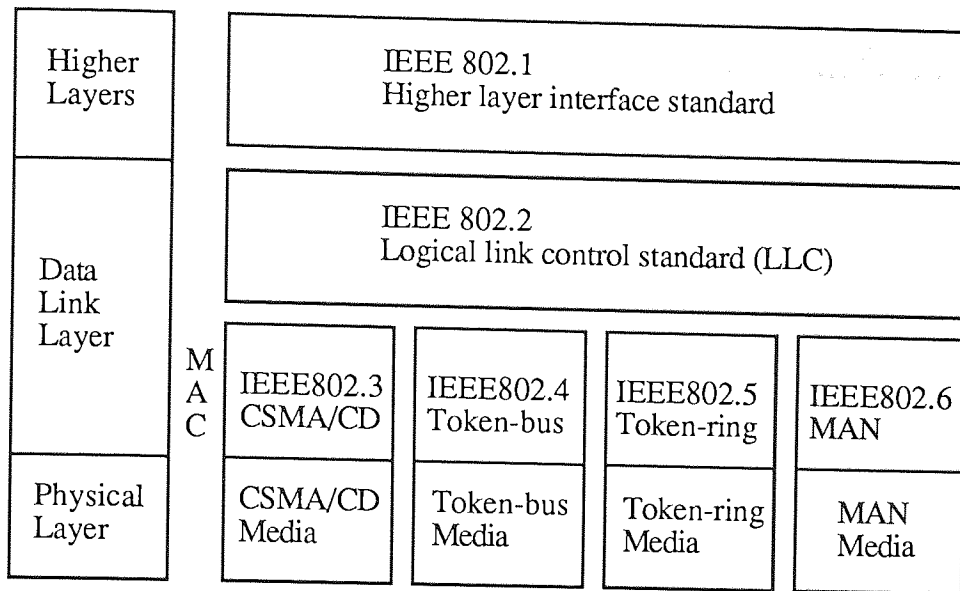 Higher
Layers
IEEE 802.1
Higher layer interface standard
Data
Link
Layer
IEEE 802.2
Logical link control standard (LLC)
M
A
C
IEEE802.3
CSMA/CD
IEEE802.4
Token-bus
IEEE802.5
Token-ring
IEEE802.6
MAN
Physical
Layer
CSMA/CD
Media
Token-bus
Media
Token-ring
Media
MAN
Media